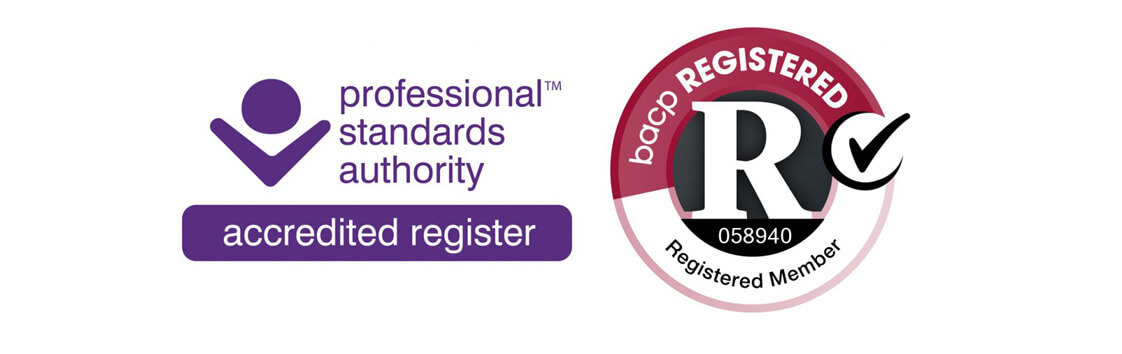 professional™
standards
authority
accredited register
bacp REGISTERED
R
058940
Registered Member